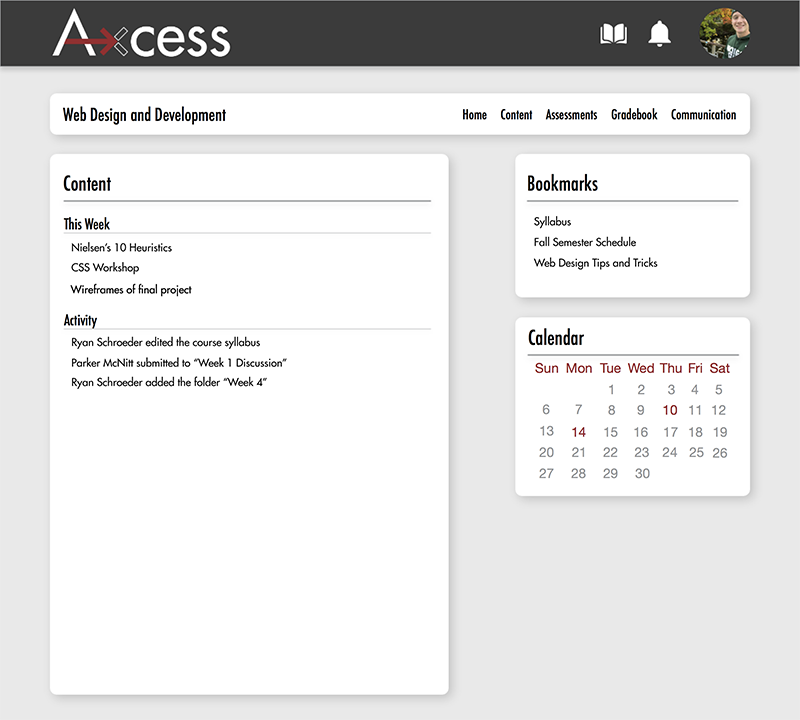 Axcess
Web Design and Development
Home Content Assessments Gradebook Communication
Content
This Week
Nielsen's 10 Heuristics
CSS Workshop
Wireframes of final project
Activity
Ryan Schroeder edited the course syllabus
Parker McNitt submitted to “Week 1 Discussion”
Ryan Schroeder added the folder “Week 4”
Bookmarks
Syllabus
Fall Semester Schedule
Web Design Tips and Tricks
Calendar
Sun Mon Tue Wed Thu Fri Sat
1 2 3 4 5
6 7 8 9 10 11 12
13 14 15 16 17 18 19
20 21 22 23 24 25 26
27 28 29 30